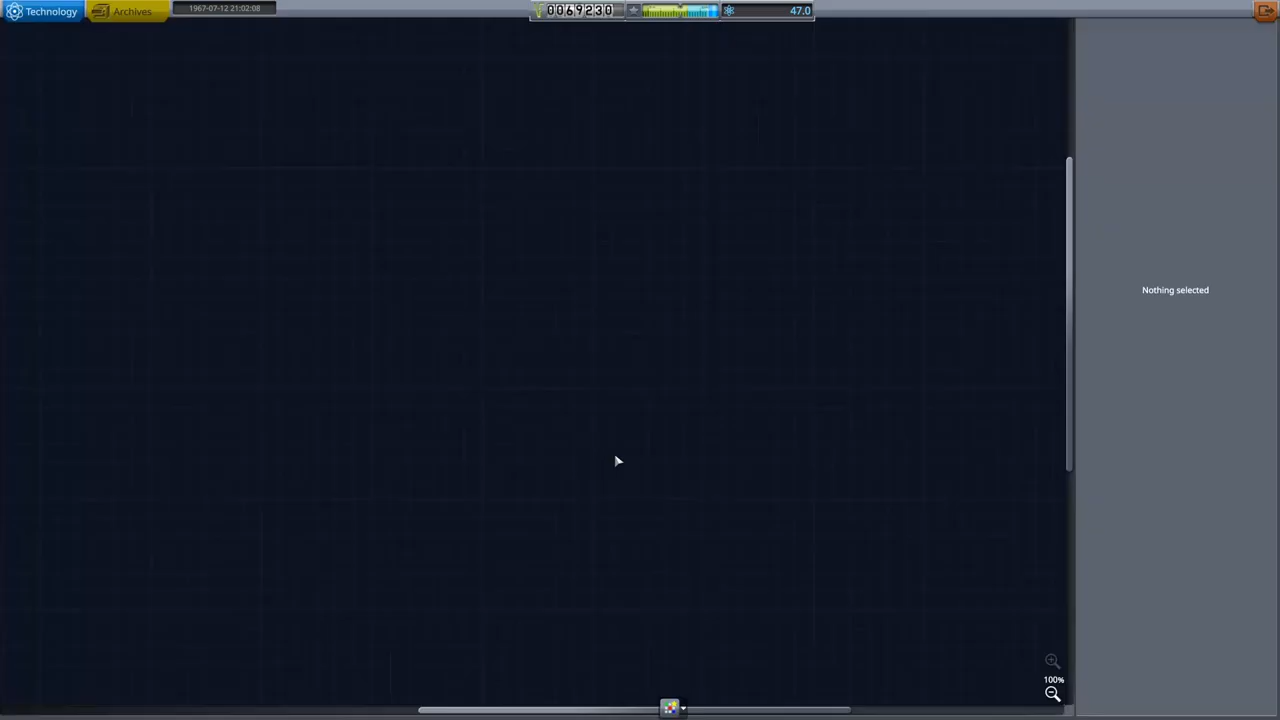 Technology
Archives
1967-07-12 21:02:08
0069230
47.0
Nothing selected
100%